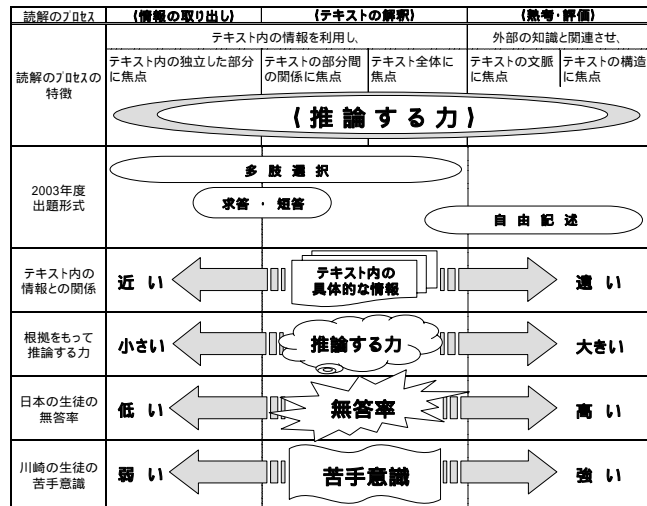 読解のプロセス
(情報の取り出し)
(テキストの解釈)
(熟考・評価)
読解のプロセスの
特徴
テキスト内の情報を利用し、
外部の知識と関連させ、
テキスト内の独立した部分
に焦点
テキストの部分間
の関係に焦点
テキスト全体に
焦点
テキストの文脈
に焦点
テキストの構造
に焦点
(推論する力)
2003年度
出題形式
多肢選択
求答・短答
自由記述
テキスト内の
情報との関係
近い
テキスト内の
具体的な情報
遠い
根拠をもって
推論する力
小さい
推論する力
大きい
日本の生徒の
無答率
低い
無答率
高い
川崎の生徒の
苦手意識
弱い
苦手意識
強い